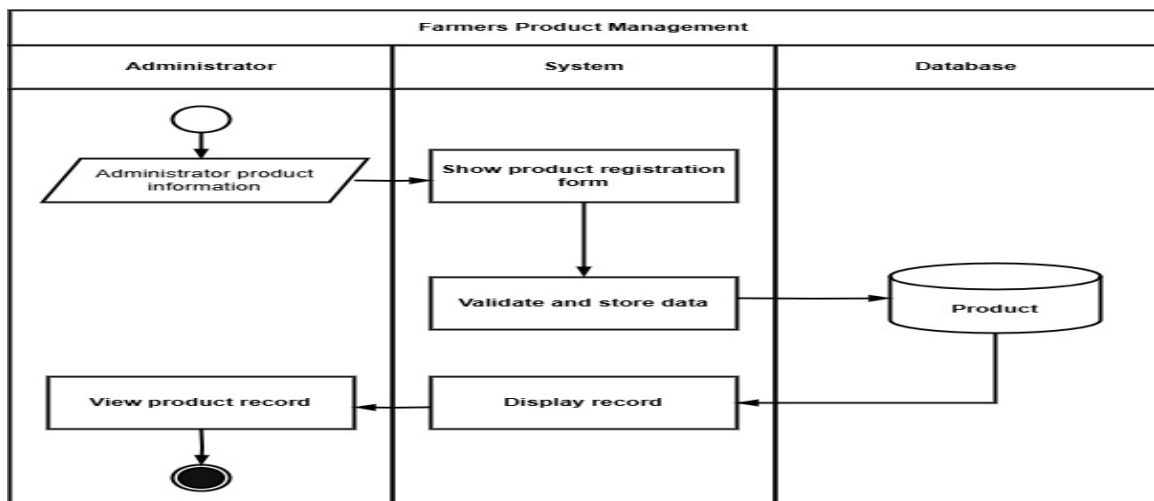 Farmers Product Management
Administrator
System
Database
Administrator product
information
Show product registration
form
Validate and store data
Product
View product record
Display record